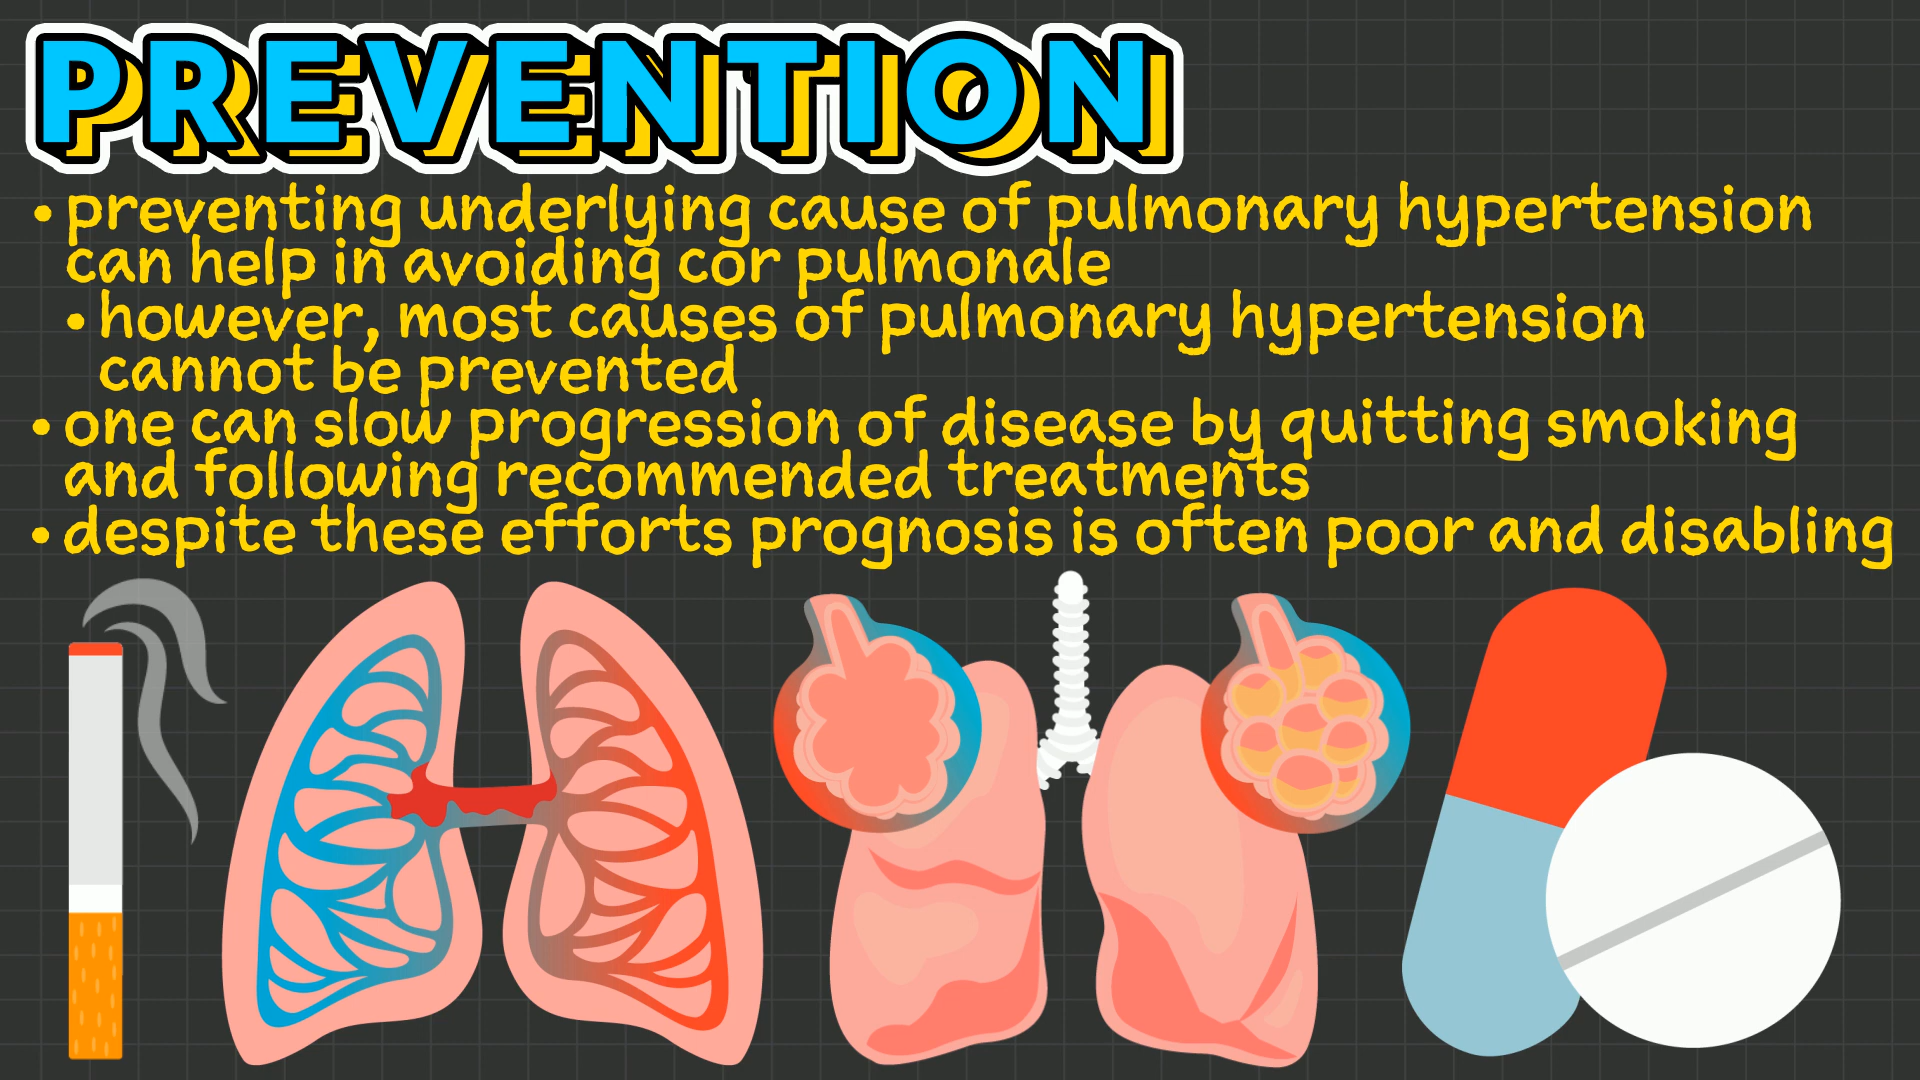 PREVENTION
• preventing underlying cause of pulmonary hypertension
can help in avoiding cor pulmonale
• however, most causes of pulmonary hypertension
cannot be prevented
• one can slow progression of disease by quitting smoking
and following recommended treatments
• despite these efforts prognosis is often poor and disabling